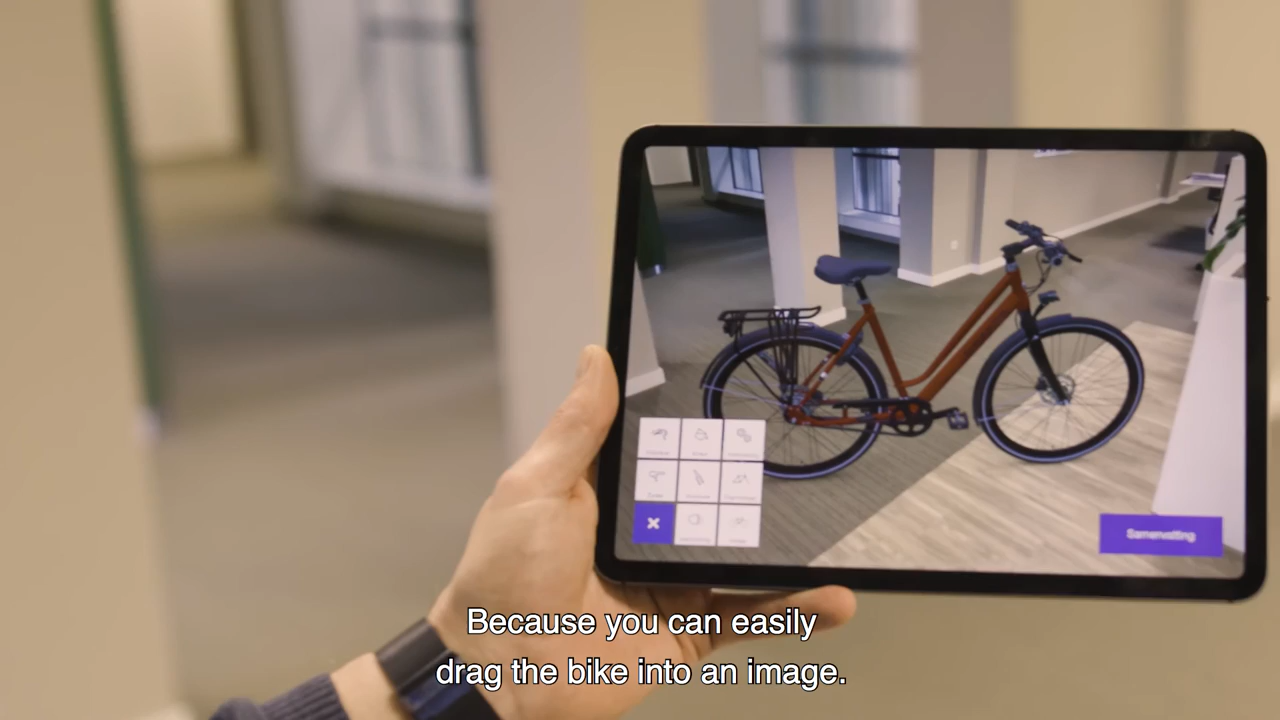 Samenvatting
Because you can easily
drag the bike into an image.